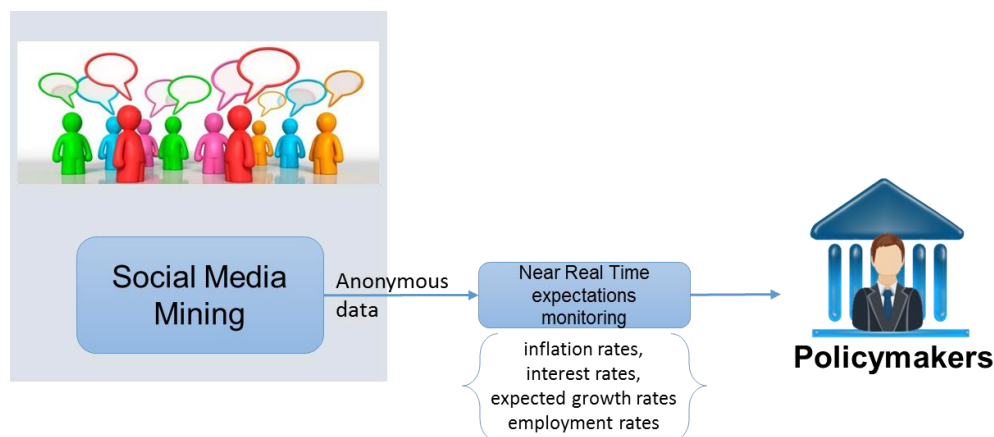 Social Media
Mining
Anonymous
data
Near Real Time
expectations
monitoring
inflation rates,
interest rates,
expected growth rates
employment rates
Policymakers